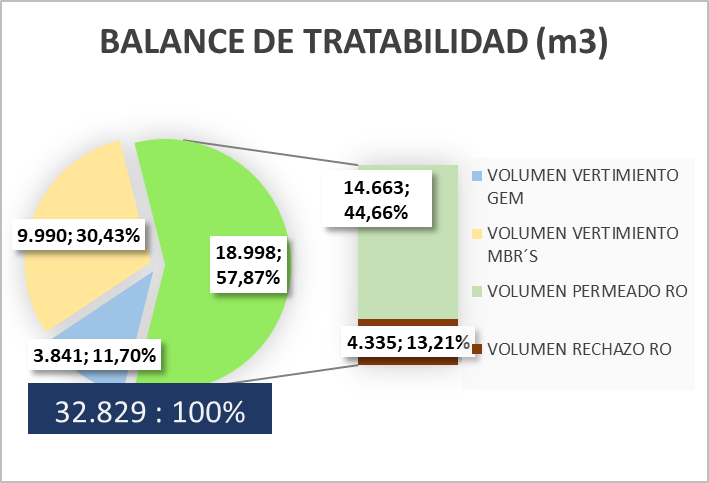 BALANCE DE TRATABILIDAD (m3)
9.990; 30,43%
18.998;
57,87%
3.841; 11,70%
32.829 : 100%
14.663;
44,66%
4.335; 13,21%
VOLUMEN VERTIMIENTO
GEM
VOLUMEN VERTIMIENTO
MBR´S
VOLUMEN PERMEADO RO
VOLUMEN RECHAZO RO